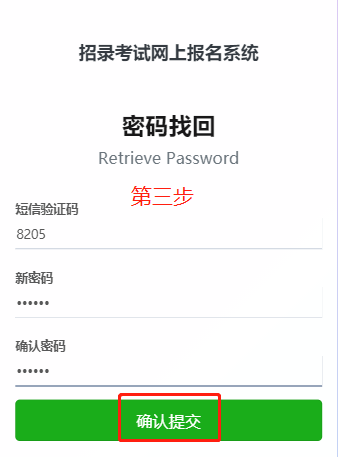 招录考试网上报名系统
密码找回
Retrieve Password
第三步
短信验证码
8205
新密码
••••••
确认密码
••••••
确认提交